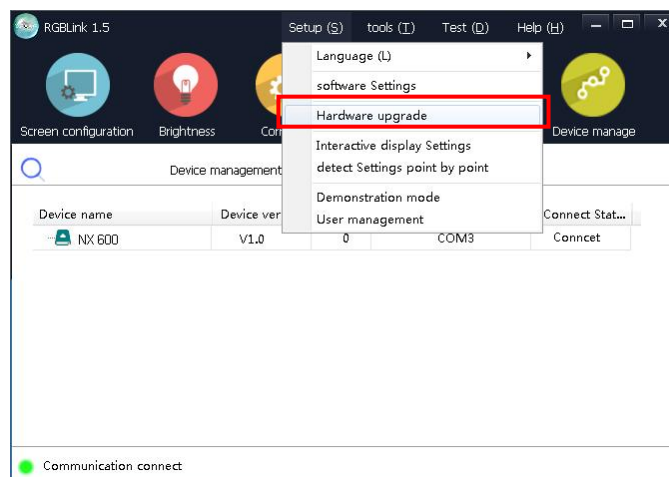 RGBLink 1.5 Setup (S) tools (T) Test (D) Help (H)
Language (L)
software Settings
Hardware upgrade
Interactive display Settings
detect Settings point by point
Demonstration mode
User management
Screen configuration Brightness Con Device manage
Device management
Device name Device ver Connect Stat...
NX 600 V1.0 0 COM3 Conncet
Communication connect